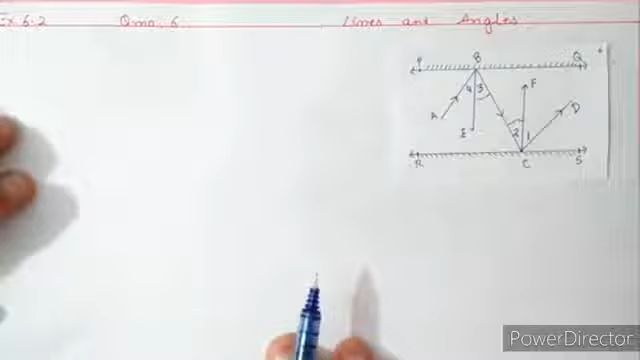 Ex. 6.2 Qno. 6. Lines and Angles
P B Q
4 3 F
A D
E 2 1
R C S
PowerDirector